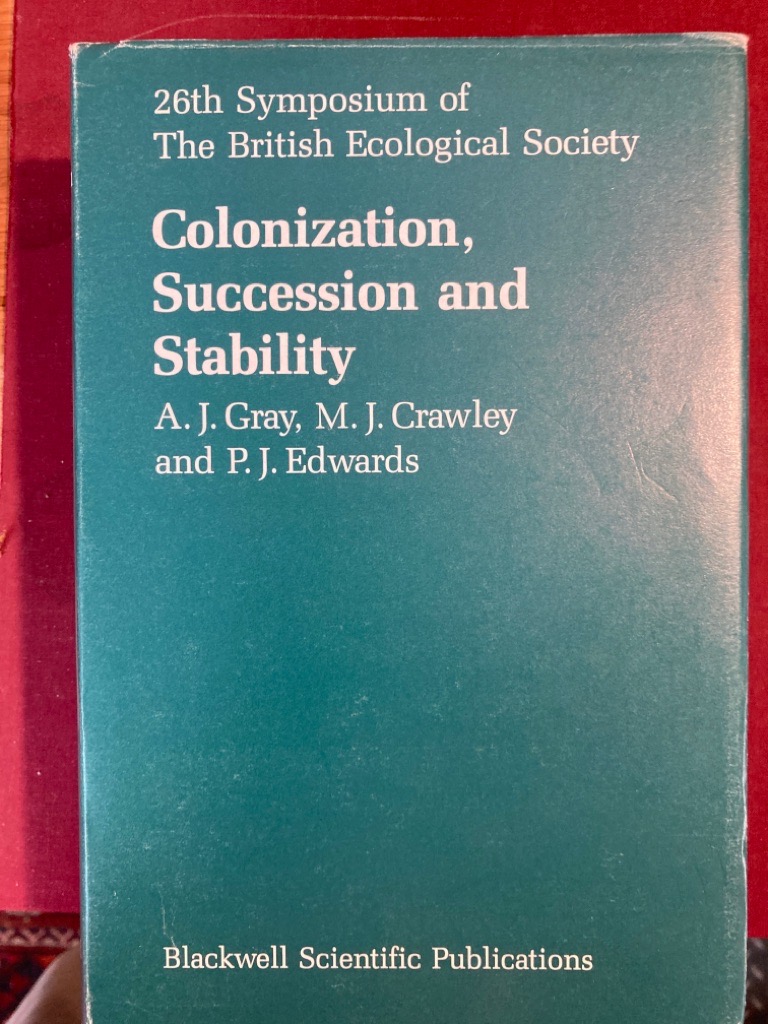 26th Symposium of
The British Ecological Society
Colonization,
Succession and
Stability
A. J. Gray, M. J. Crawley
and P. J. Edwards
Blackwell Scientific Publications